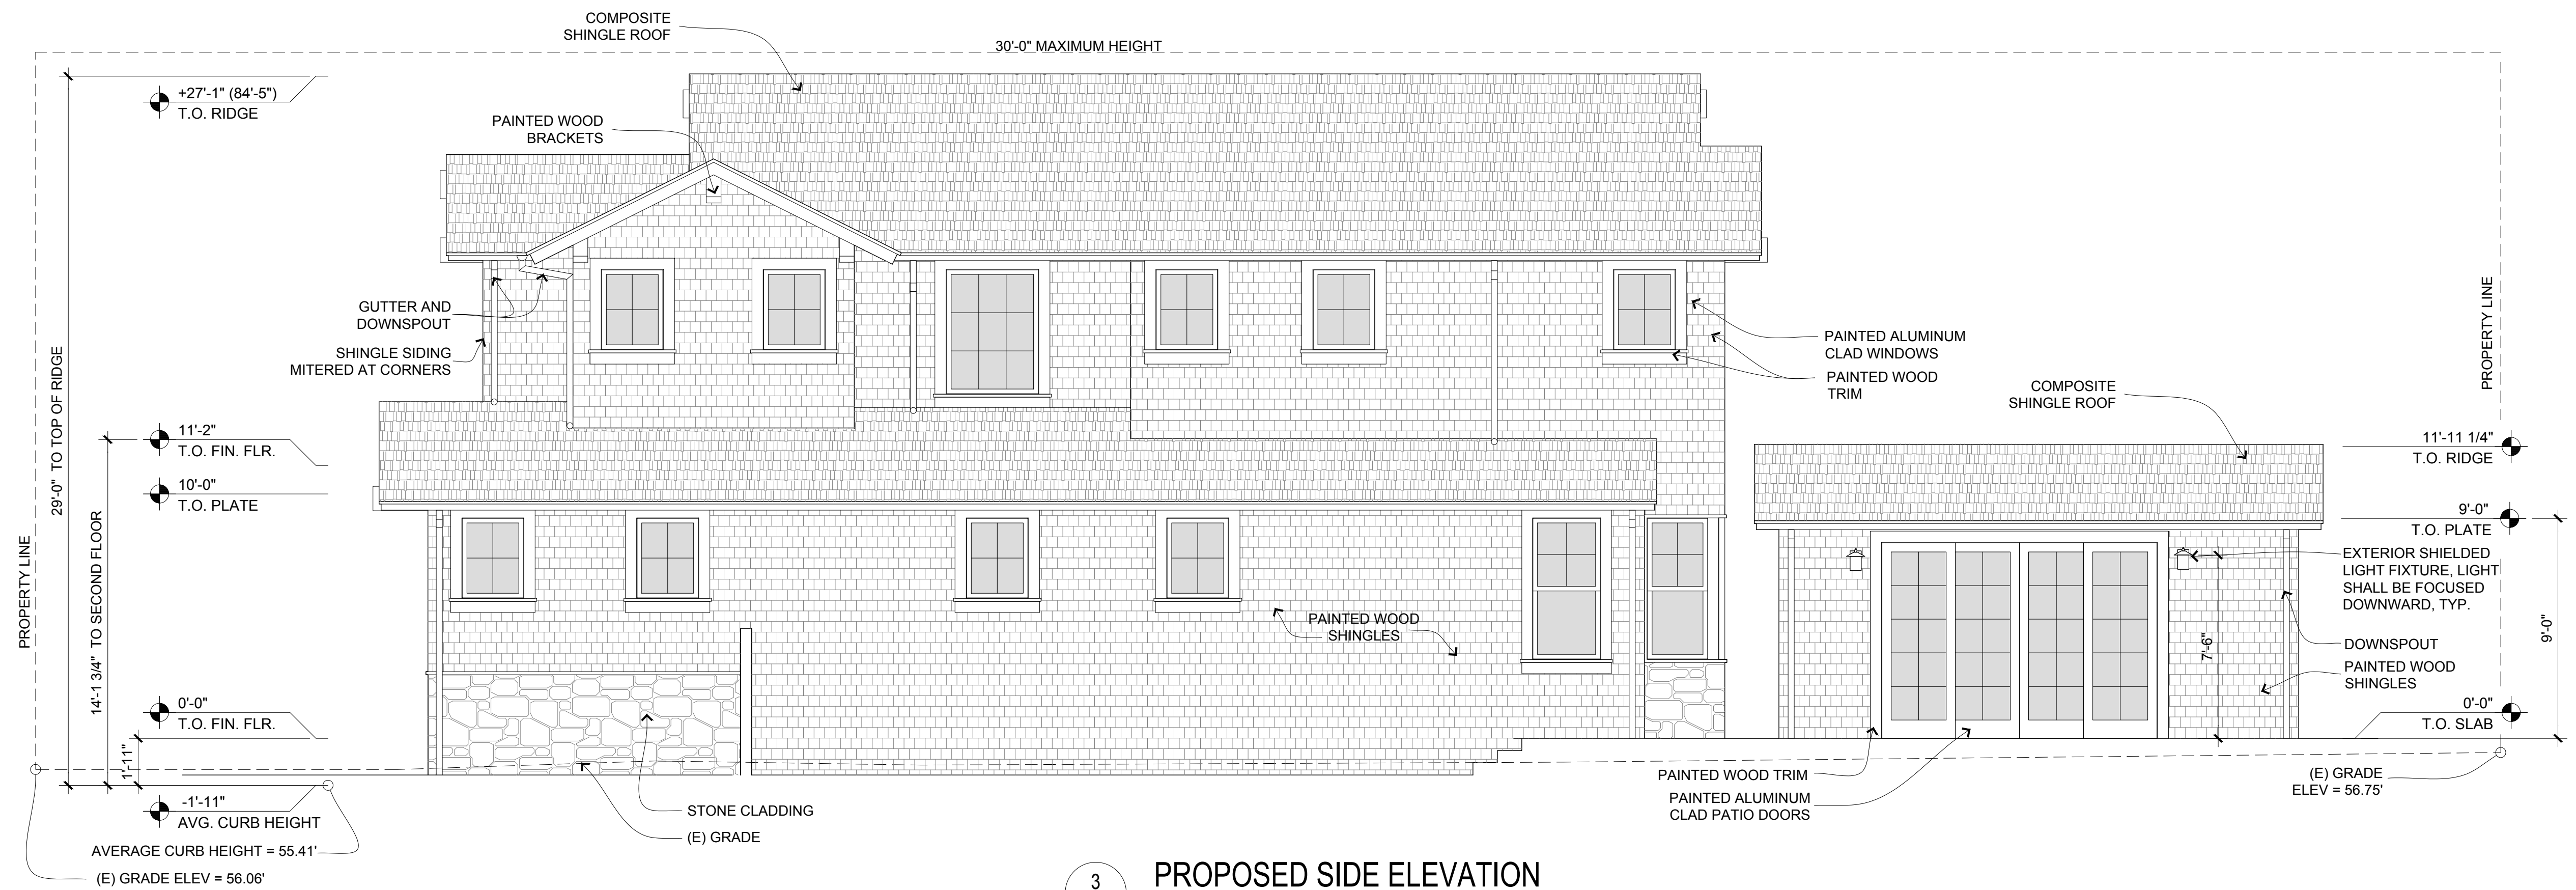 COMPOSITE
SHINGLE ROOF
30'-0" MAXIMUM HEIGHT
+27'-1" (84'-5")
T.O. RIDGE
PAINTED WOOD
BRACKETS
29'-0" TO TOP OF RIDGE
GUTTER AND
DOWNSPOUT
SHINGLE SIDING
MITERED AT CORNERS
PROPERTY LINE
PAINTED ALUMINUM
CLAD WINDOWS
PAINTED WOOD
TRIM
COMPOSITE
SHINGLE ROOF
11'-2"
T.O. FIN. FLR.
10'-0"
T.O. PLATE
11'-11 1/4"
T.O. RIDGE
9'-0"
T.O. PLATE
PROPERTY LINE
14'-1 3/4" TO SECOND FLOOR
EXTERIOR SHIELDED
LIGHT FIXTURE, LIGHT
SHALL BE FOCUSED
DOWNWARD, TYP.
PAINTED WOOD
SHINGLES
7'-6"
9'-0"
DOWNSPOUT
PAINTED WOOD
SHINGLES
0'-0"
T.O. FIN. FLR.
0'-0"
T.O. SLAB
1'-11"
-1'-11"
AVG. CURB HEIGHT
STONE CLADDING
(E) GRADE
PAINTED WOOD TRIM
PAINTED ALUMINUM
CLAD PATIO DOORS
(E) GRADE
ELEV = 56.75'
AVERAGE CURB HEIGHT = 55.41'
(E) GRADE ELEV = 56.06'
3
PROPOSED SIDE ELEVATION